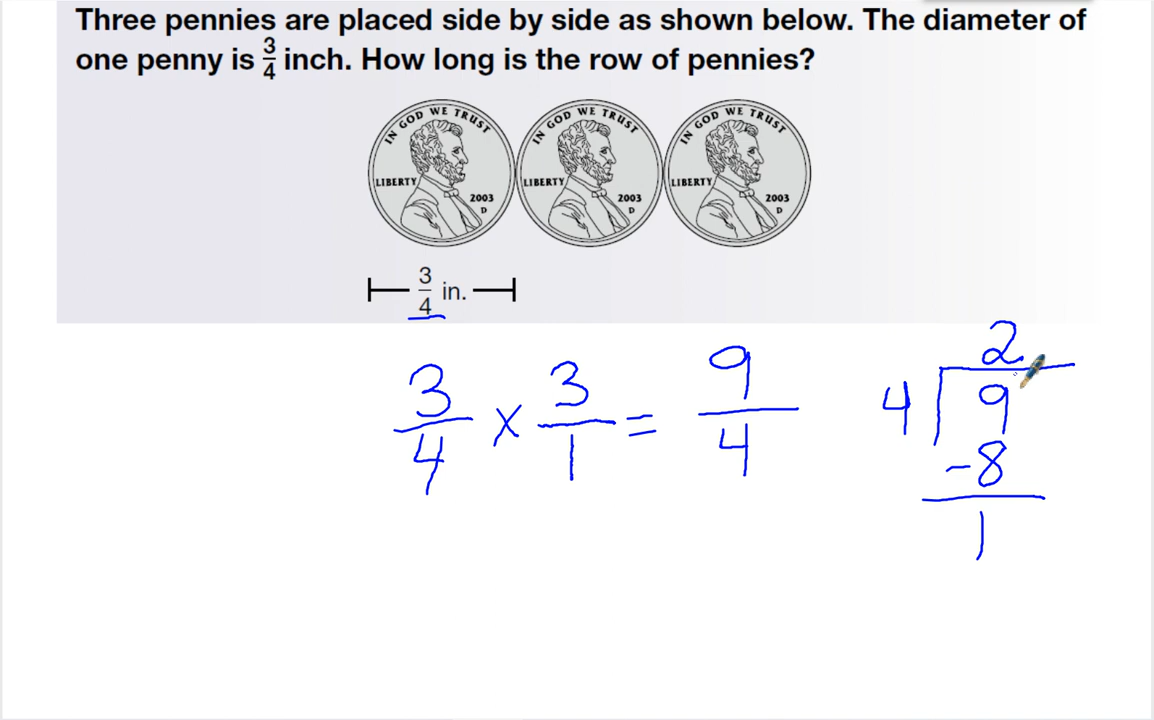 Three pennies are placed side by side as shown below. The diameter of
one penny is 3/4 inch. How long is the row of pennies?
IN GOD WE TRUST
LIBERTY
2003
D
IN GOD WE TRUST
LIBERTY
2003
D
IN GOD WE TRUST
LIBERTY
2003
D
3/4 in.
3/4 × 3/1 = 9/4
2
4 9
-8
1